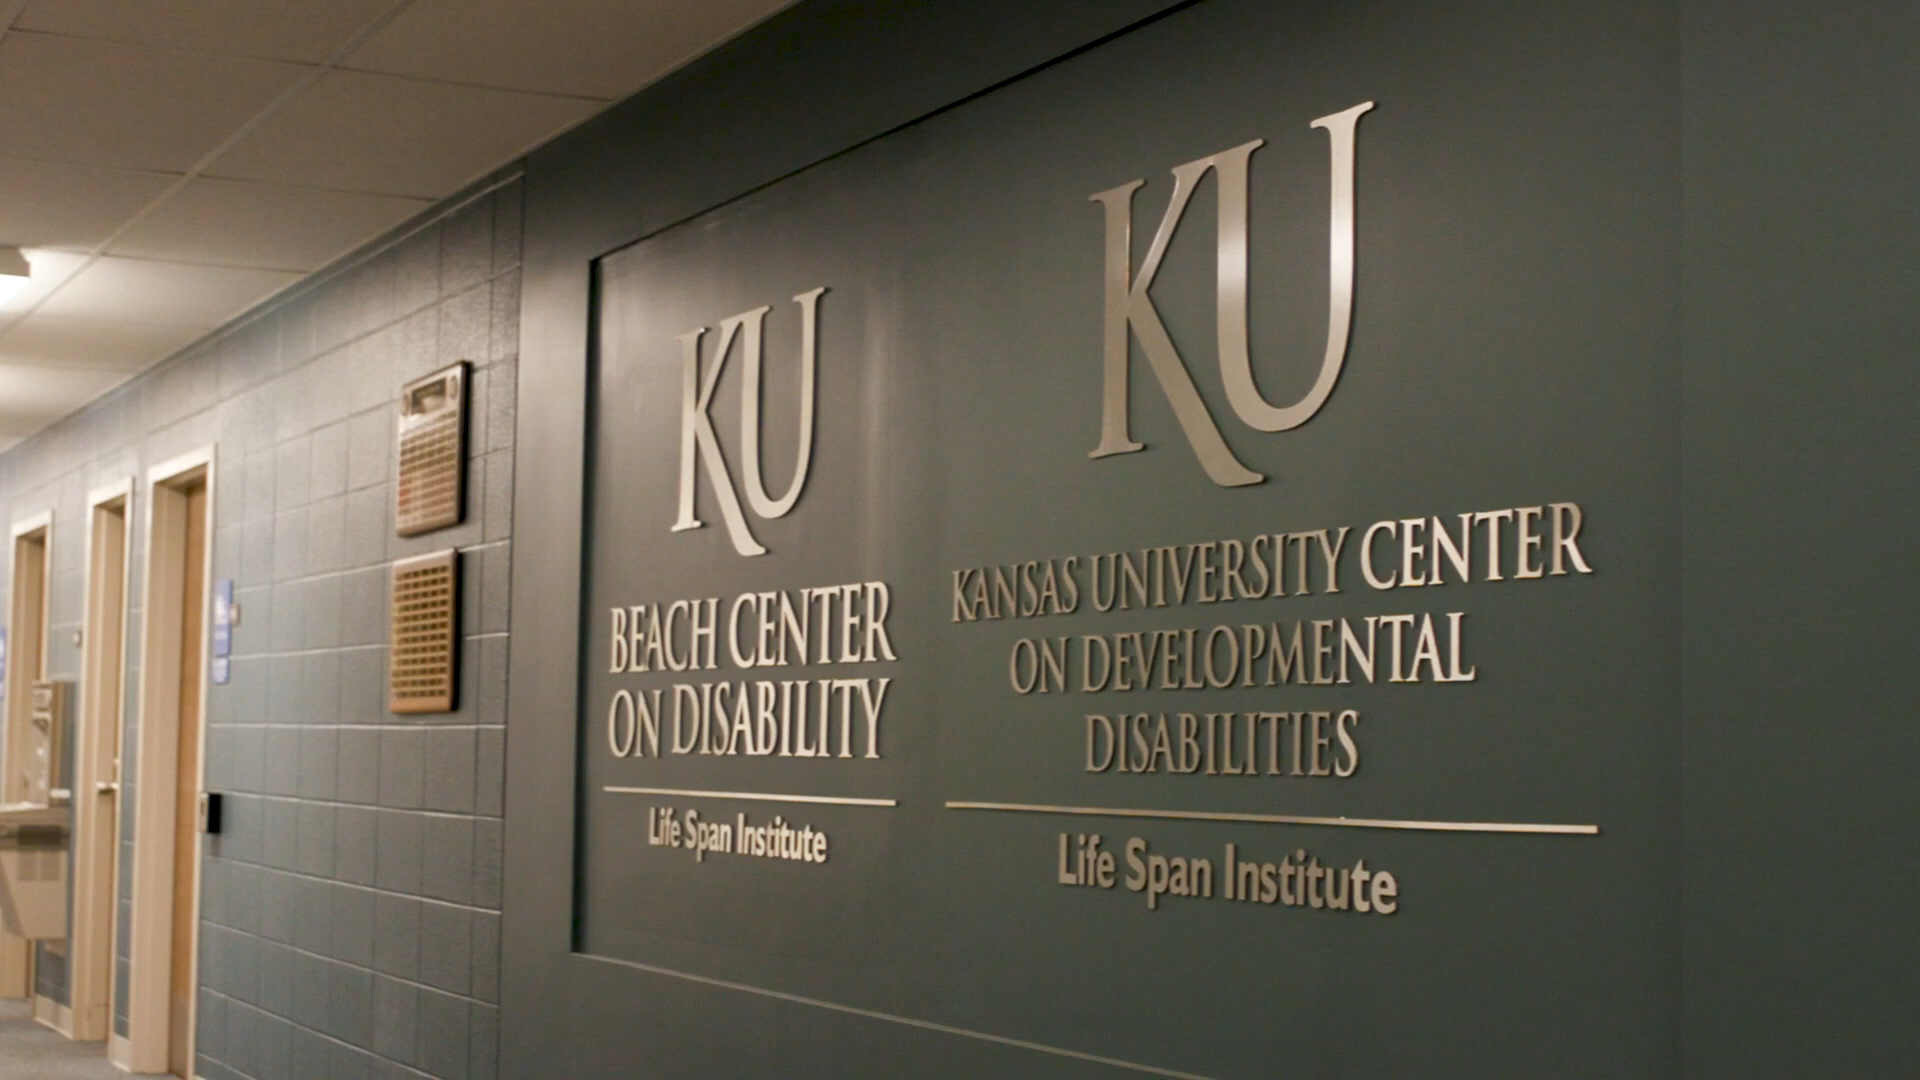 KU
BEACH CENTER
ON DISABILITY
Life Span Institute
KU
KANSAS UNIVERSITY CENTER
ON DEVELOPMENTAL
DISABILITIES
Life Span Institute